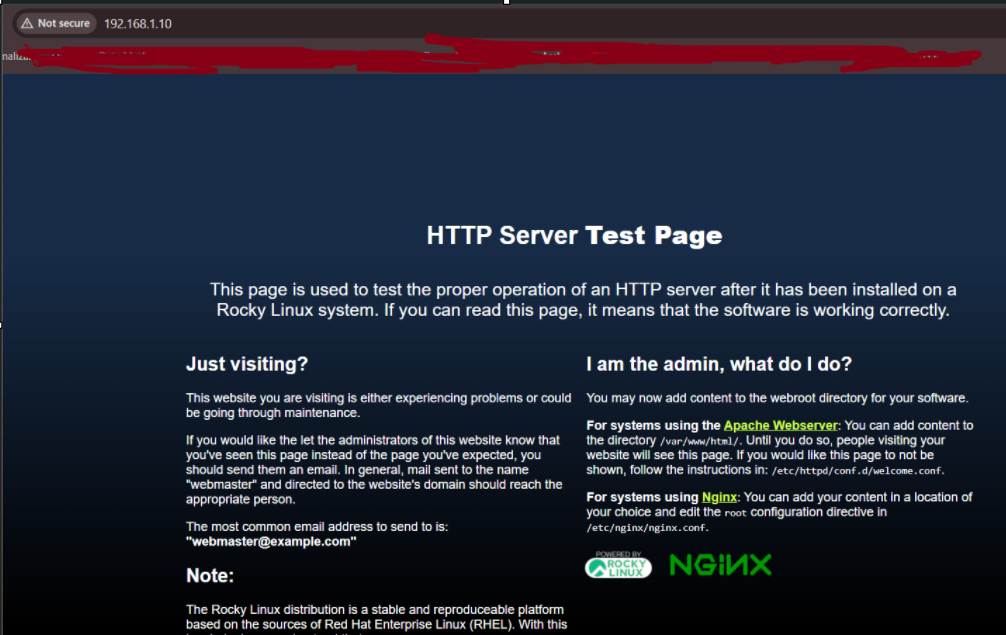 Not secure 192.168.1.10
HTTP Server Test Page
This page is used to test the proper operation of an HTTP server after it has been installed on a
Rocky Linux system. If you can read this page, it means that the software is working correctly.
Just visiting?
This website you are visiting is either experiencing problems or could
be going through maintenance.
If you would like the let the administrators of this website know that
you've seen this page instead of the page you've expected, you
should send them an email. In general, mail sent to the name
"webmaster" and directed to the website's domain should reach the
appropriate person.
The most common email address to send to is:
"webmaster@example.com"
Note:
The Rocky Linux distribution is a stable and reproduceable platform
based on the sources of Red Hat Enterprise Linux (RHEL). With this
I am the admin, what do I do?
You may now add content to the webroot directory for your software.
For systems using the Apache Webserver: You can add content to
the directory /var/www/html/. Until you do so, people visiting your
website will see this page. If you would like this page to not be
shown, follow the instructions in: /etc/httpd/conf.d/welcome.conf.
For systems using Nginx: You can add your content in a location of
your choice and edit the root configuration directive in
/etc/nginx/nginx.conf.
POWERED BY
ROCKY
LINUX
NGINX